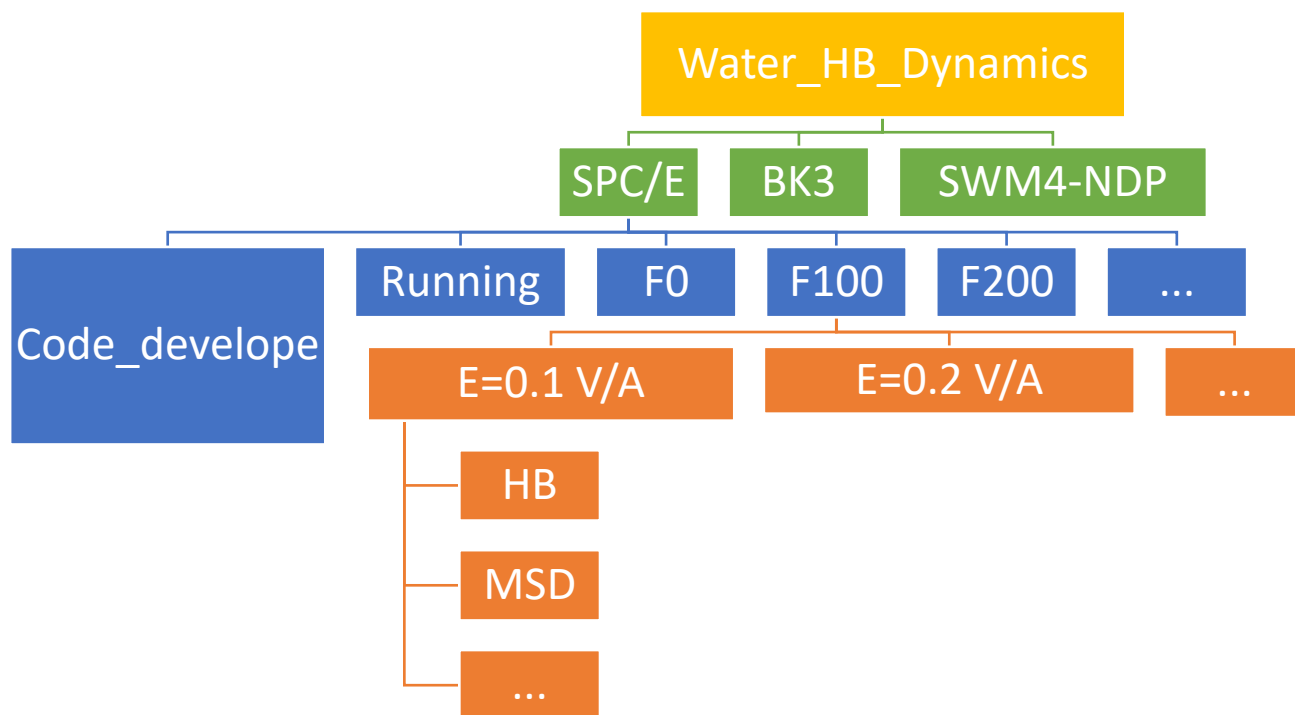 Water_HB_Dynamics
SPC/E
BK3
SWM4-NDP
Code_develope
Running
F0
F100
F200
...
E=0.1 V/A
E=0.2 V/A
...
HB
MSD
...